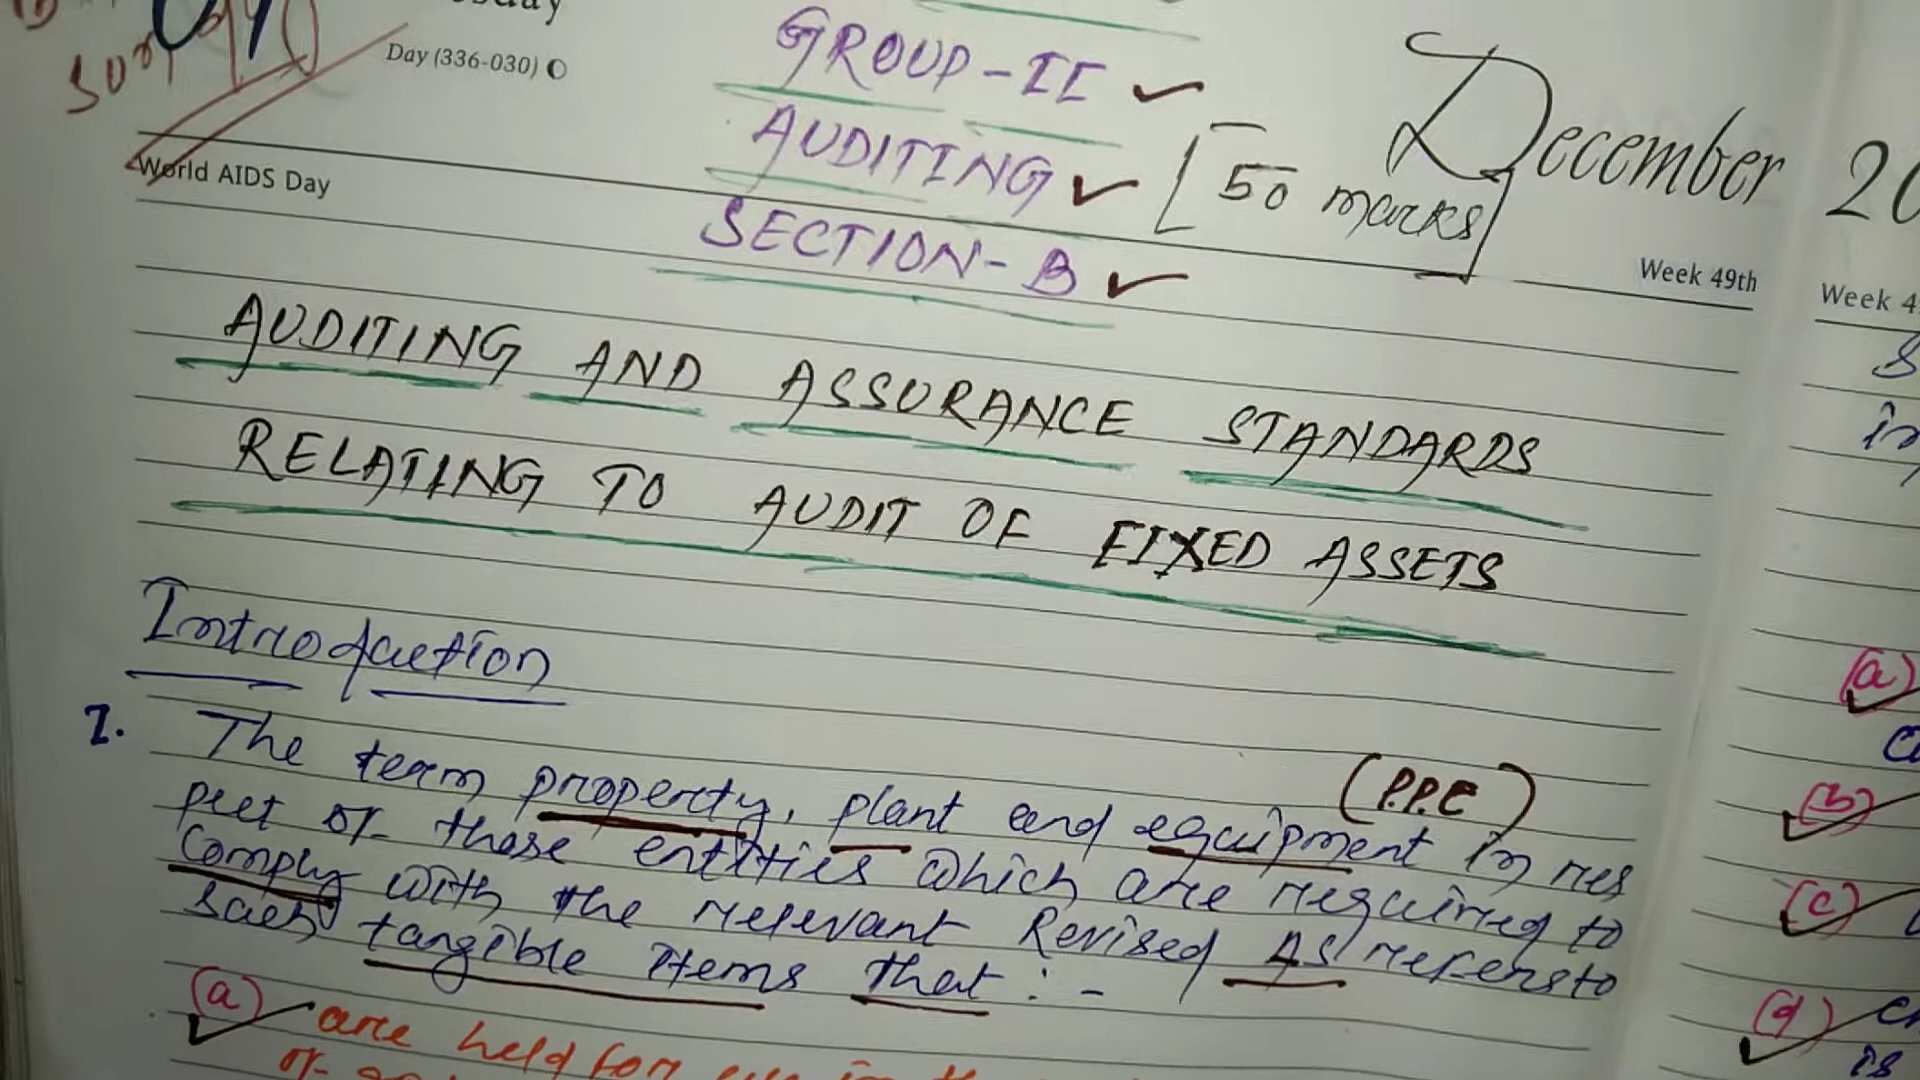 Day (336-030)
World AIDS Day
GROUP-II
AUDITING [50 marks]
SECTION-B
December 20
Week 49th
Week 4
AUDITING AND ASSURANCE STANDARDS
RELATING TO AUDIT OF FIXED ASSETS
Introduction
1. The term property, plant and equipment in res
(P.P.E)
pect of those entities which are required to
comply with the relevant Revised AS refers to
such tangible items that :-
(a) are held for use in
(a)
(b)
(c)
(d)
is